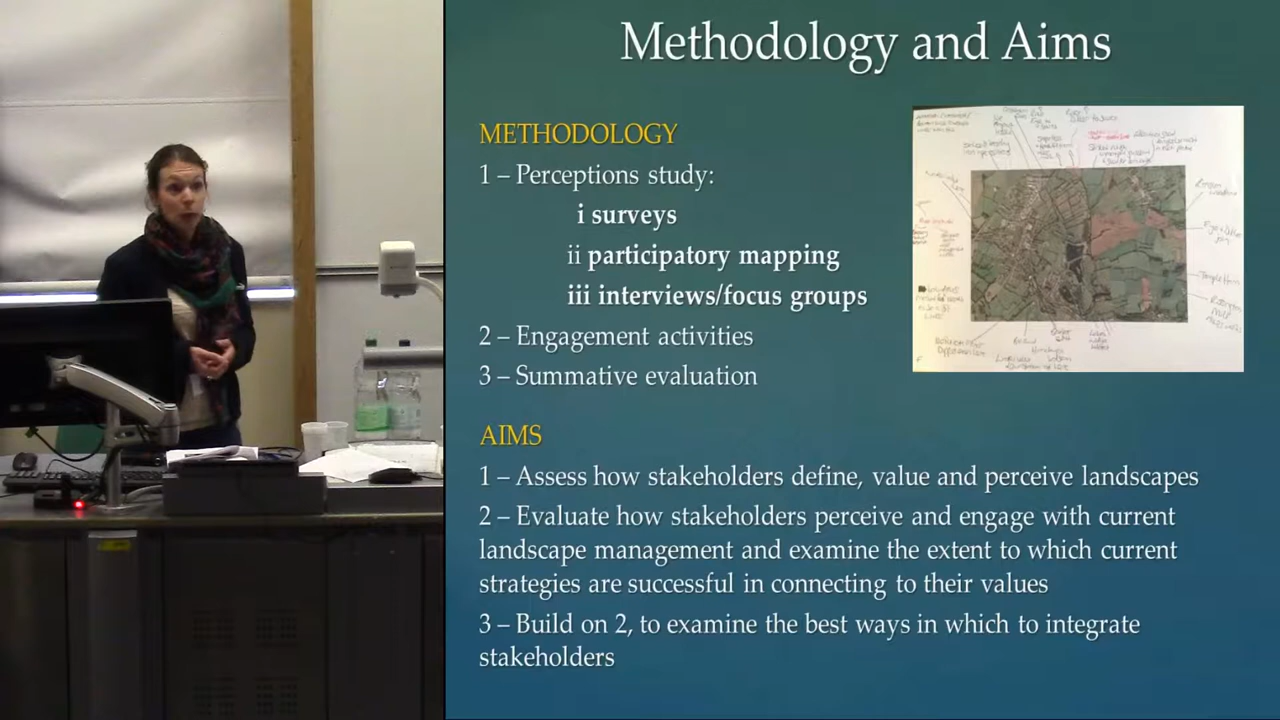 Methodology and Aims
METHODOLOGY
1 – Perceptions study:
i surveys
ii participatory mapping
iii interviews/focus groups
2 – Engagement activities
3 – Summative evaluation
AIMS
1 – Assess how stakeholders define, value and perceive landscapes
2 – Evaluate how stakeholders perceive and engage with current
landscape management and examine the extent to which current
strategies are successful in connecting to their values
3 – Build on 2, to examine the best ways in which to integrate
stakeholders